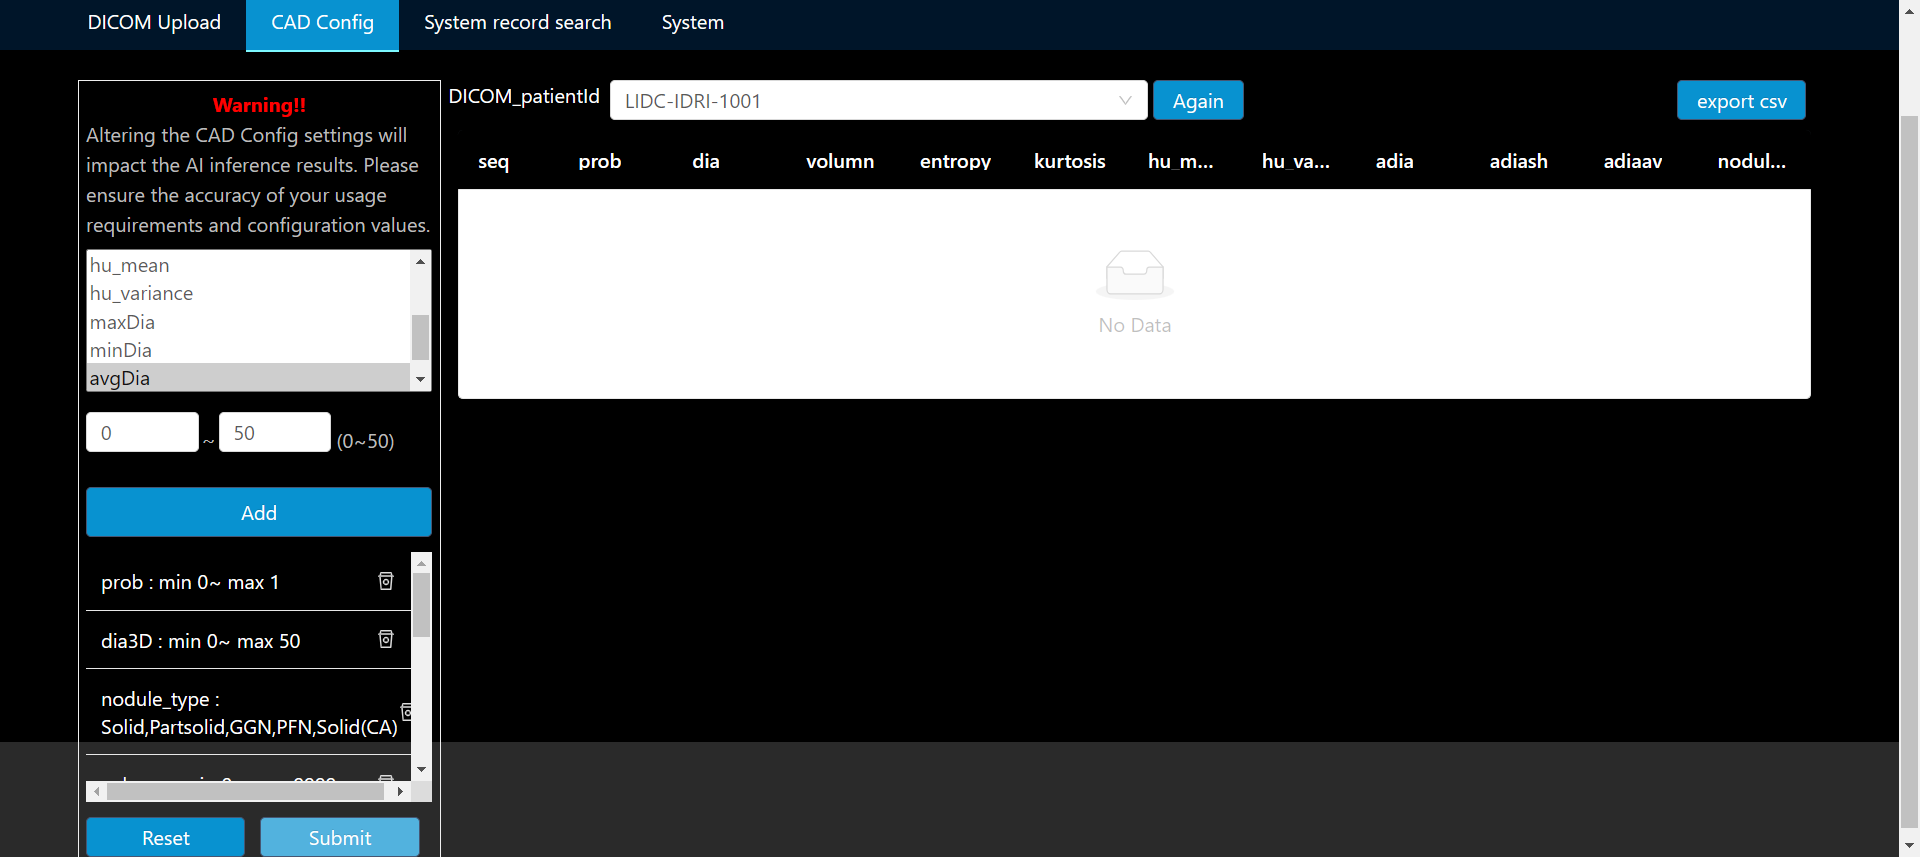 DICOM Upload CAD Config System record search System
Warning!!
Altering the CAD Config settings will
impact the AI inference results. Please
ensure the accuracy of your usage
requirements and configuration values.
hu_mean
hu_variance
maxDia
minDia
avgDia
0 ~ 50 (0~50)
Add
prob : min 0~ max 1
dia3D : min 0~ max 50
nodule_type :
Solid,Partsolid,GGN,PFN,Solid(CA)
Reset Submit
DICOM_patientId LIDC-IDRI-1001 Again export csv
seq prob dia volumn entropy kurtosis hu_m... hu_va... adia adiash adiaav nodul...
No Data